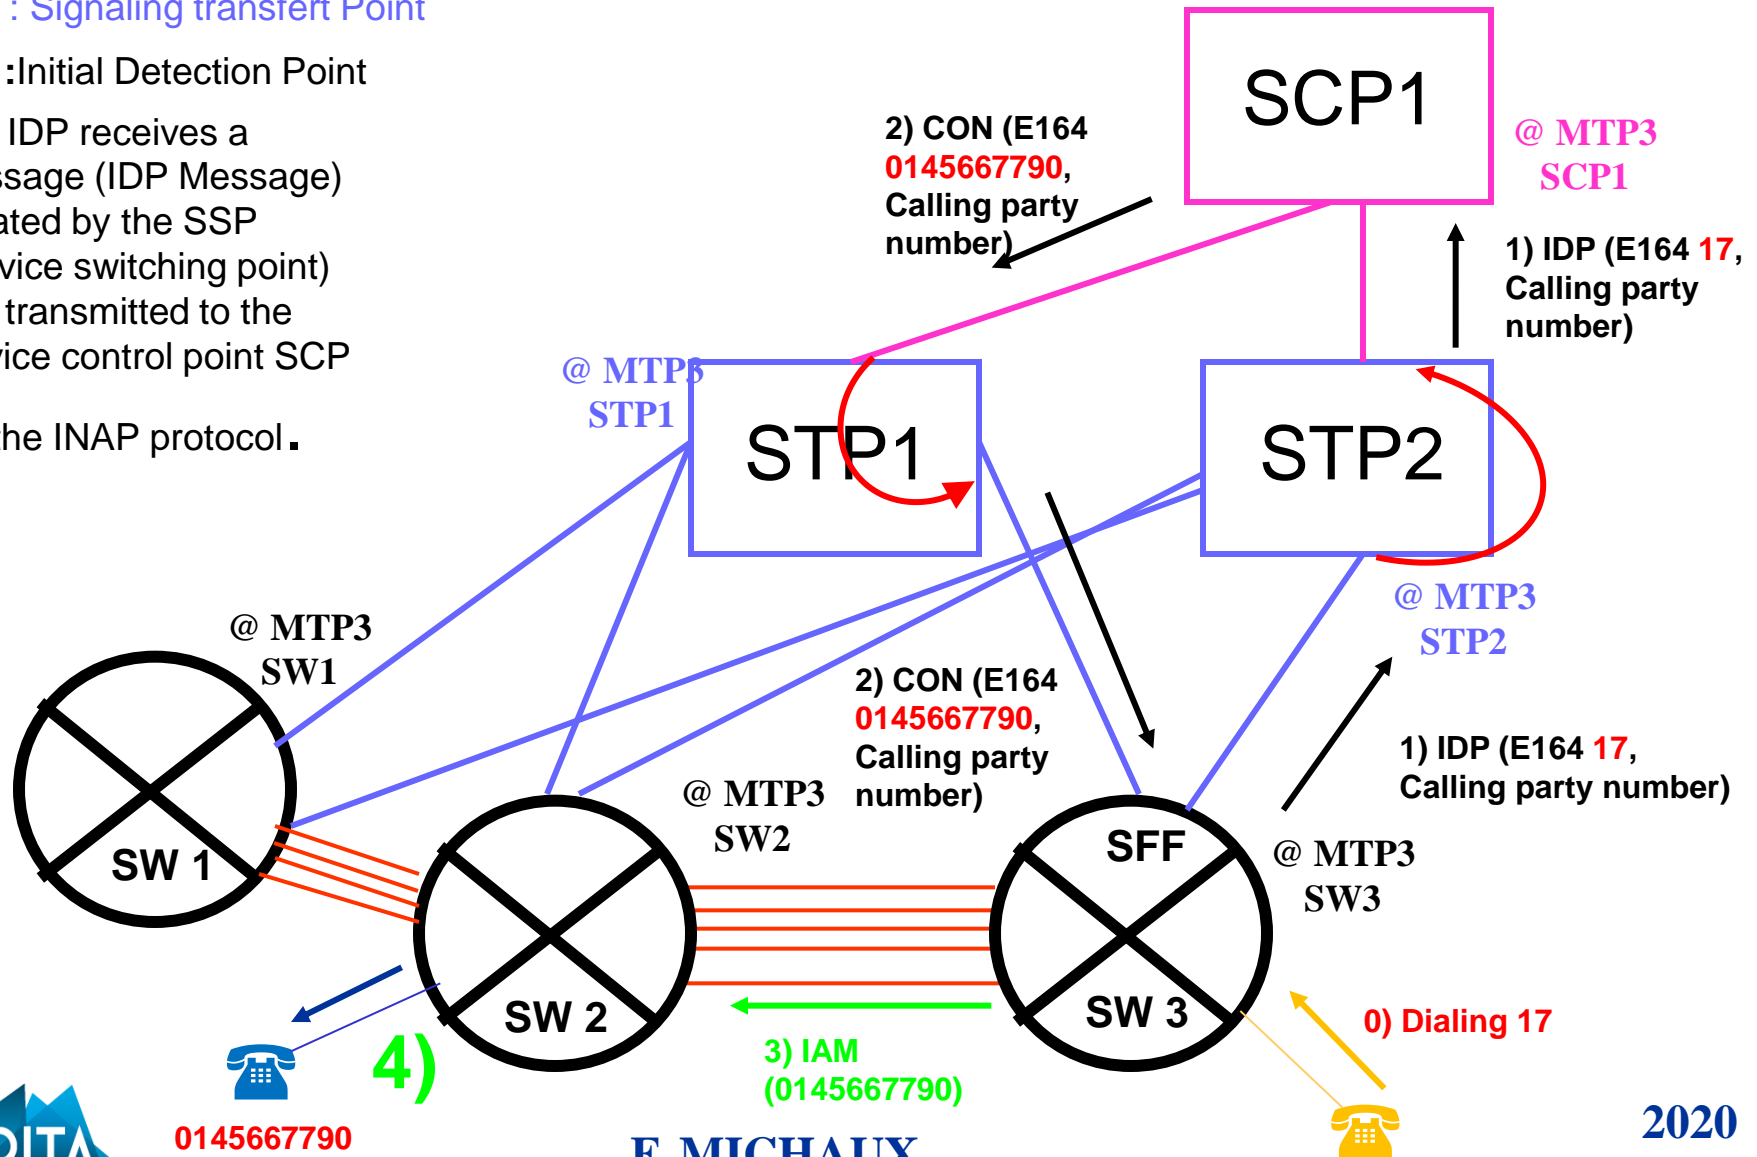 : Signaling transfert Point
:Initial Detection Point
IDP receives a
ssage (IDP Message)
ated by the SSP
vice switching point)
transmitted to the
vice control point SCP
the INAP protocol.
SCP1
@ MTP3
SCP1
2) CON (E164
0145667790,
Calling party
number)
1) IDP (E164 17,
Calling party
number)
@ MTP3
STP1
STP1
STP2
@ MTP3
STP2
@ MTP3
SW1
2) CON (E164
0145667790,
Calling party
number)
1) IDP (E164 17,
Calling party number)
@ MTP3
SW2
@ MTP3
SW3
SW 1
SW 2
SFF
SW 3
0) Dialing 17
3) IAM
(0145667790)
4)
0145667790
F. MICHAUX
2020